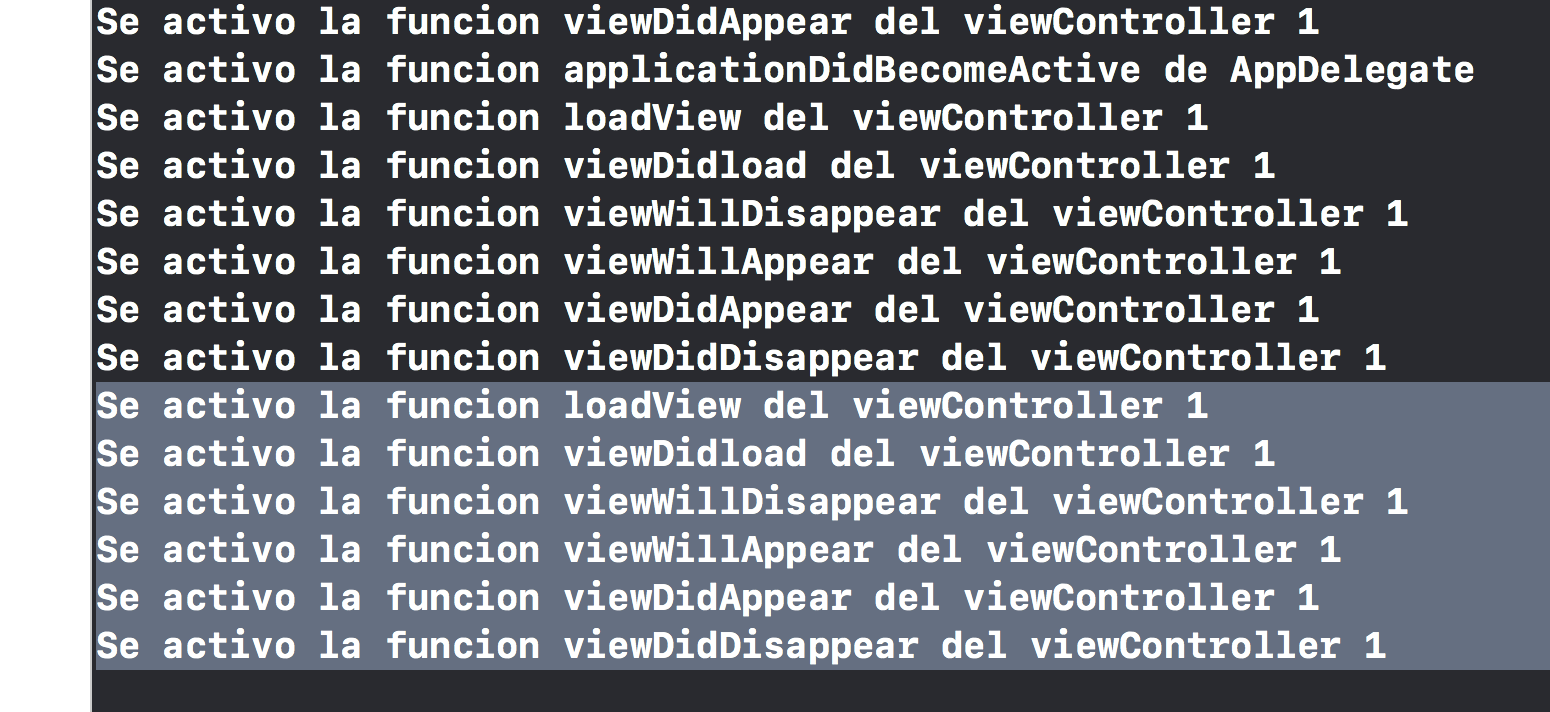 Se activo la funcion viewDidAppear del viewController 1
Se activo la funcion applicationDidBecomeActive de AppDelegate
Se activo la funcion loadView del viewController 1
Se activo la funcion viewDidload del viewController 1
Se activo la funcion viewWillDisappear del viewController 1
Se activo la funcion viewWillAppear del viewController 1
Se activo la funcion viewDidAppear del viewController 1
Se activo la funcion viewDidDisappear del viewController 1
Se activo la funcion loadView del viewController 1
Se activo la funcion viewDidload del viewController 1
Se activo la funcion viewWillDisappear del viewController 1
Se activo la funcion viewWillAppear del viewController 1
Se activo la funcion viewDidAppear del viewController 1
Se activo la funcion viewDidDisappear del viewController 1